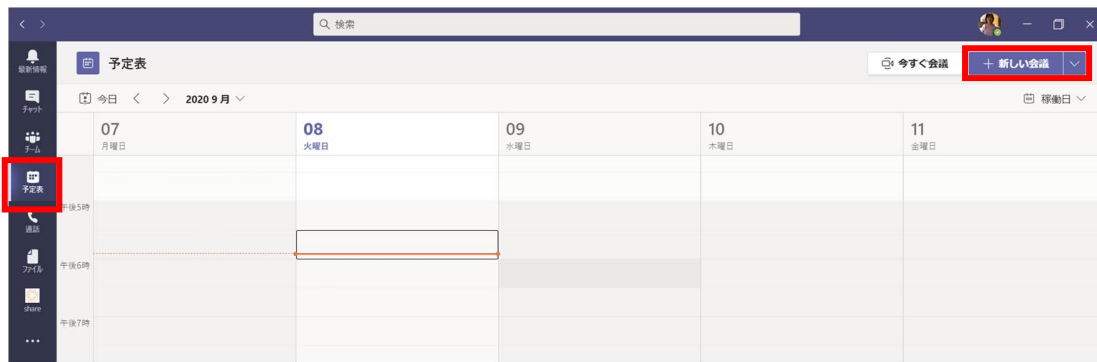 検索
最新情報
チャット
チーム
予定表
通話
ファイル
share
予定表
今すぐ会議
新しい会議
今日
2020 9 月
稼働日
07
月曜日
08
火曜日
09
水曜日
10
木曜日
11
金曜日
午後5時
午後6時
午後7時